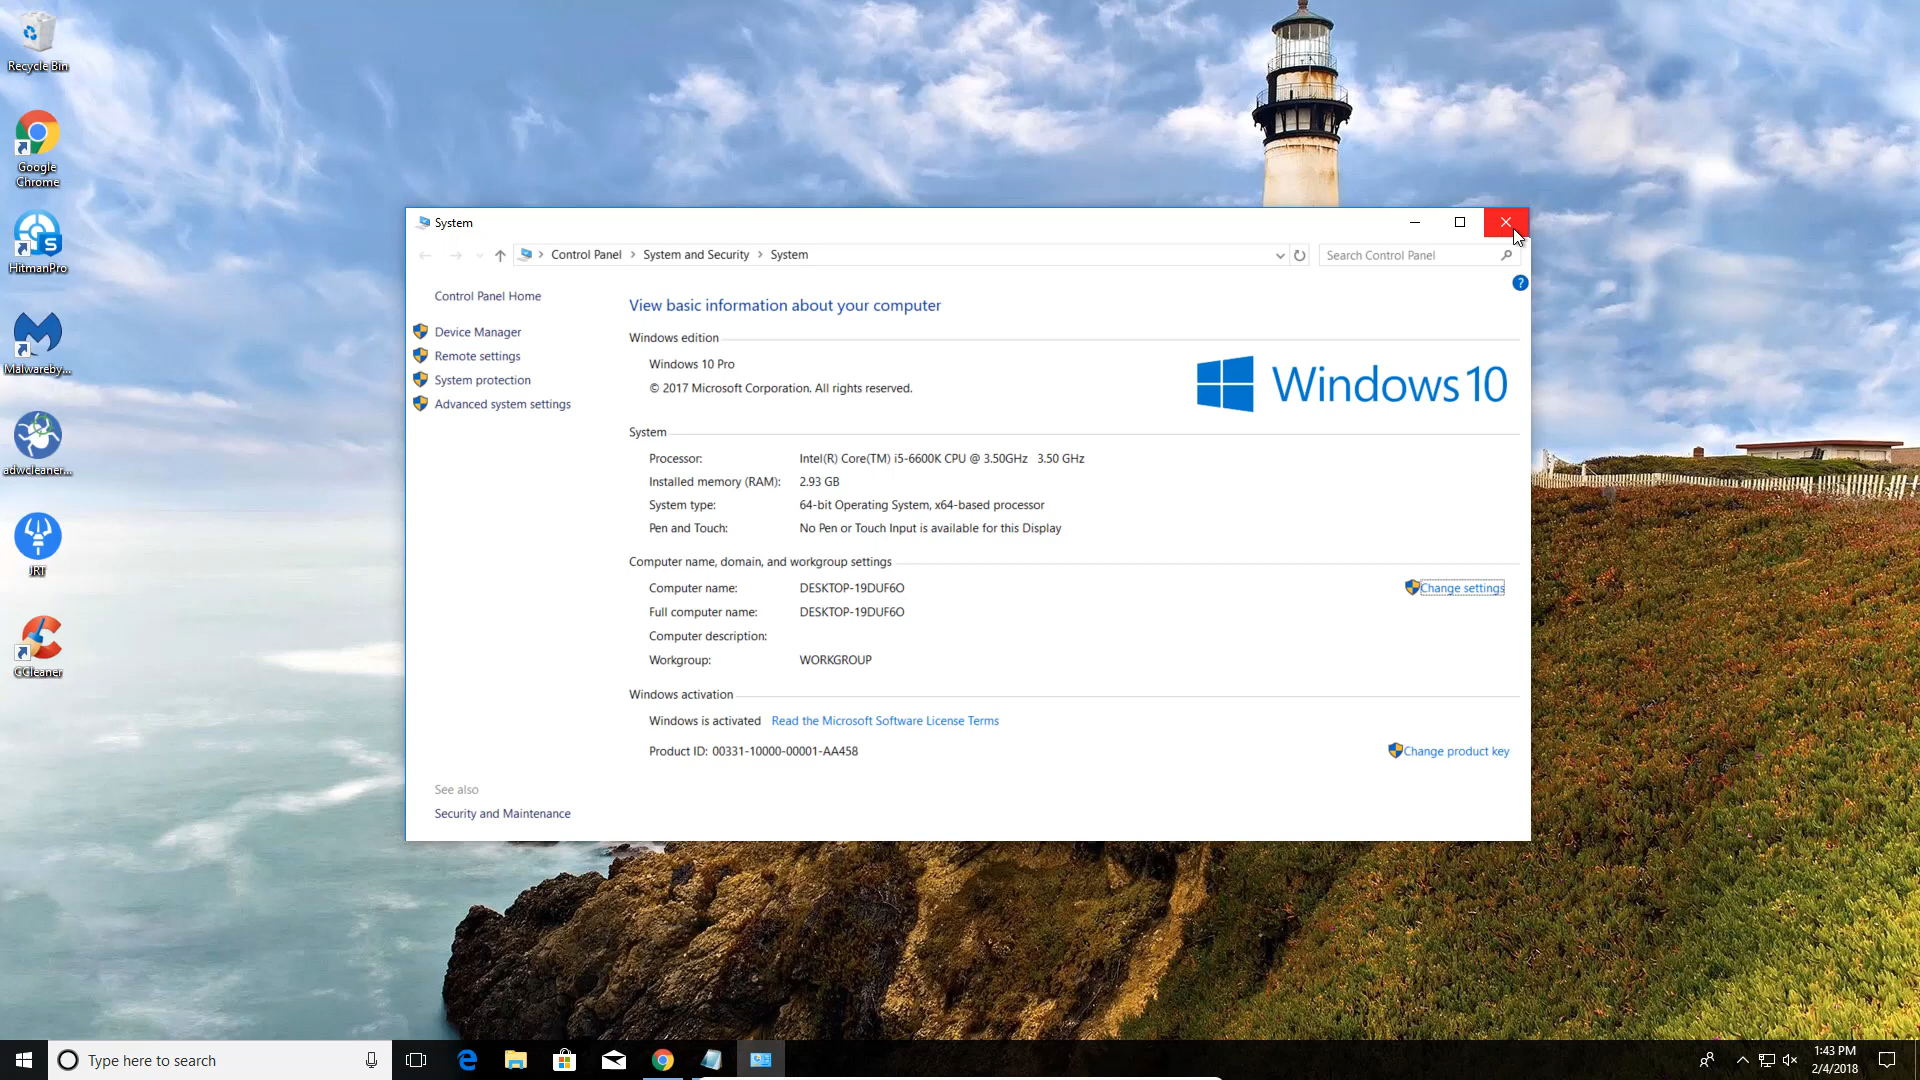 Recycle Bin
Google
Chrome
HitmanPro
Malwareby...
adwcleaner...
JRT
CCleaner
System
Control Panel > System and Security > System
Search Control Panel
Control Panel Home
Device Manager
Remote settings
System protection
Advanced system settings
See also
Security and Maintenance
View basic information about your computer
Windows edition
Windows 10 Pro
© 2017 Microsoft Corporation. All rights reserved.
Windows 10
System
Processor: Intel(R) Core(TM) i5-6600K CPU @ 3.50GHz 3.50 GHz
Installed memory (RAM): 2.93 GB
System type: 64-bit Operating System, x64-based processor
Pen and Touch: No Pen or Touch Input is available for this Display
Computer name, domain, and workgroup settings
Computer name: DESKTOP-19DUF6O Change settings
Full computer name: DESKTOP-19DUF6O
Computer description:
Workgroup: WORKGROUP
Windows activation
Windows is activated Read the Microsoft Software License Terms
Product ID: 00331-10000-00001-AA458 Change product key
Type here to search
1:43 PM
2/4/2018